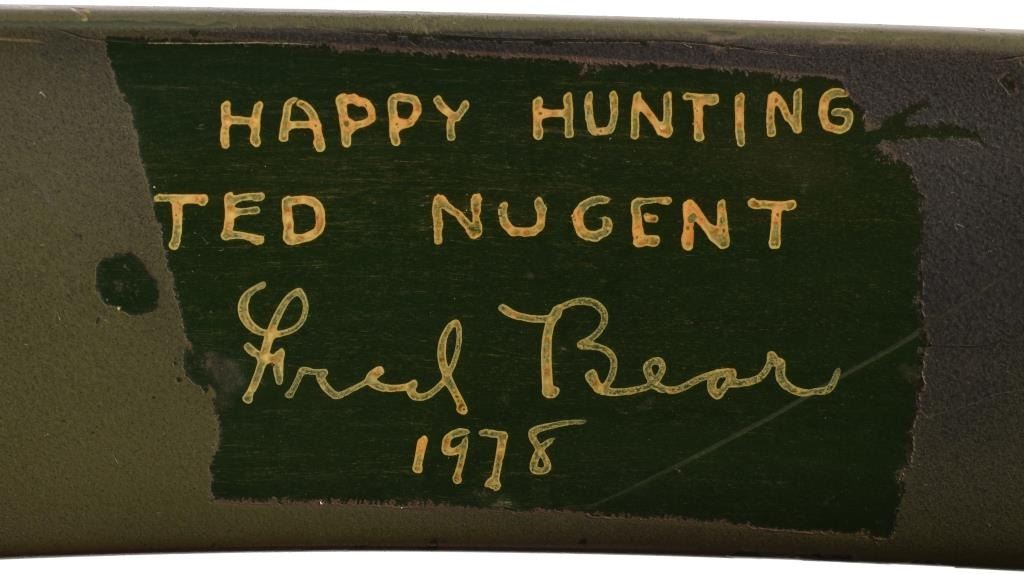 HAPPY HUNTING
TED NUGENT
Fred Bear
1978